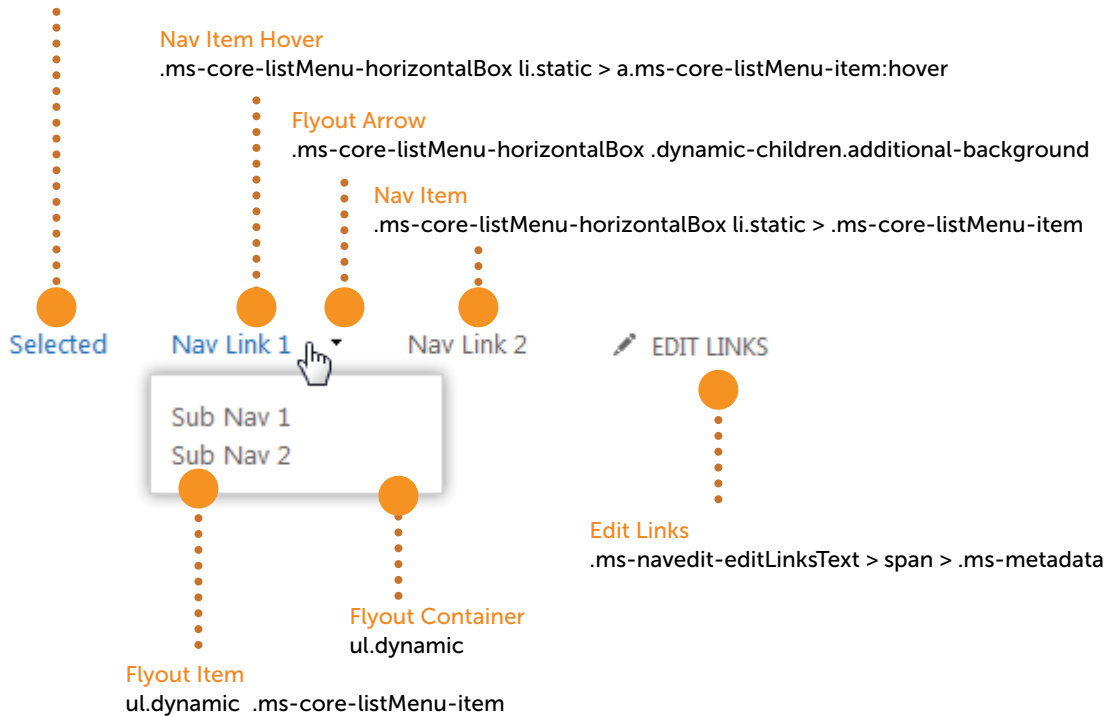 Nav Item Hover
.ms-core-listMenu-horizontalBox li.static > a.ms-core-listMenu-item:hover
Flyout Arrow
.ms-core-listMenu-horizontalBox .dynamic-children.additional-background
Nav Item
.ms-core-listMenu-horizontalBox li.static > .ms-core-listMenu-item
Selected Nav Link 1 Nav Link 2 EDIT LINKS
Sub Nav 1
Sub Nav 2
Edit Links
.ms-navedit-editLinksText > span > .ms-metadata
Flyout Container
ul.dynamic
Flyout Item
ul.dynamic .ms-core-listMenu-item